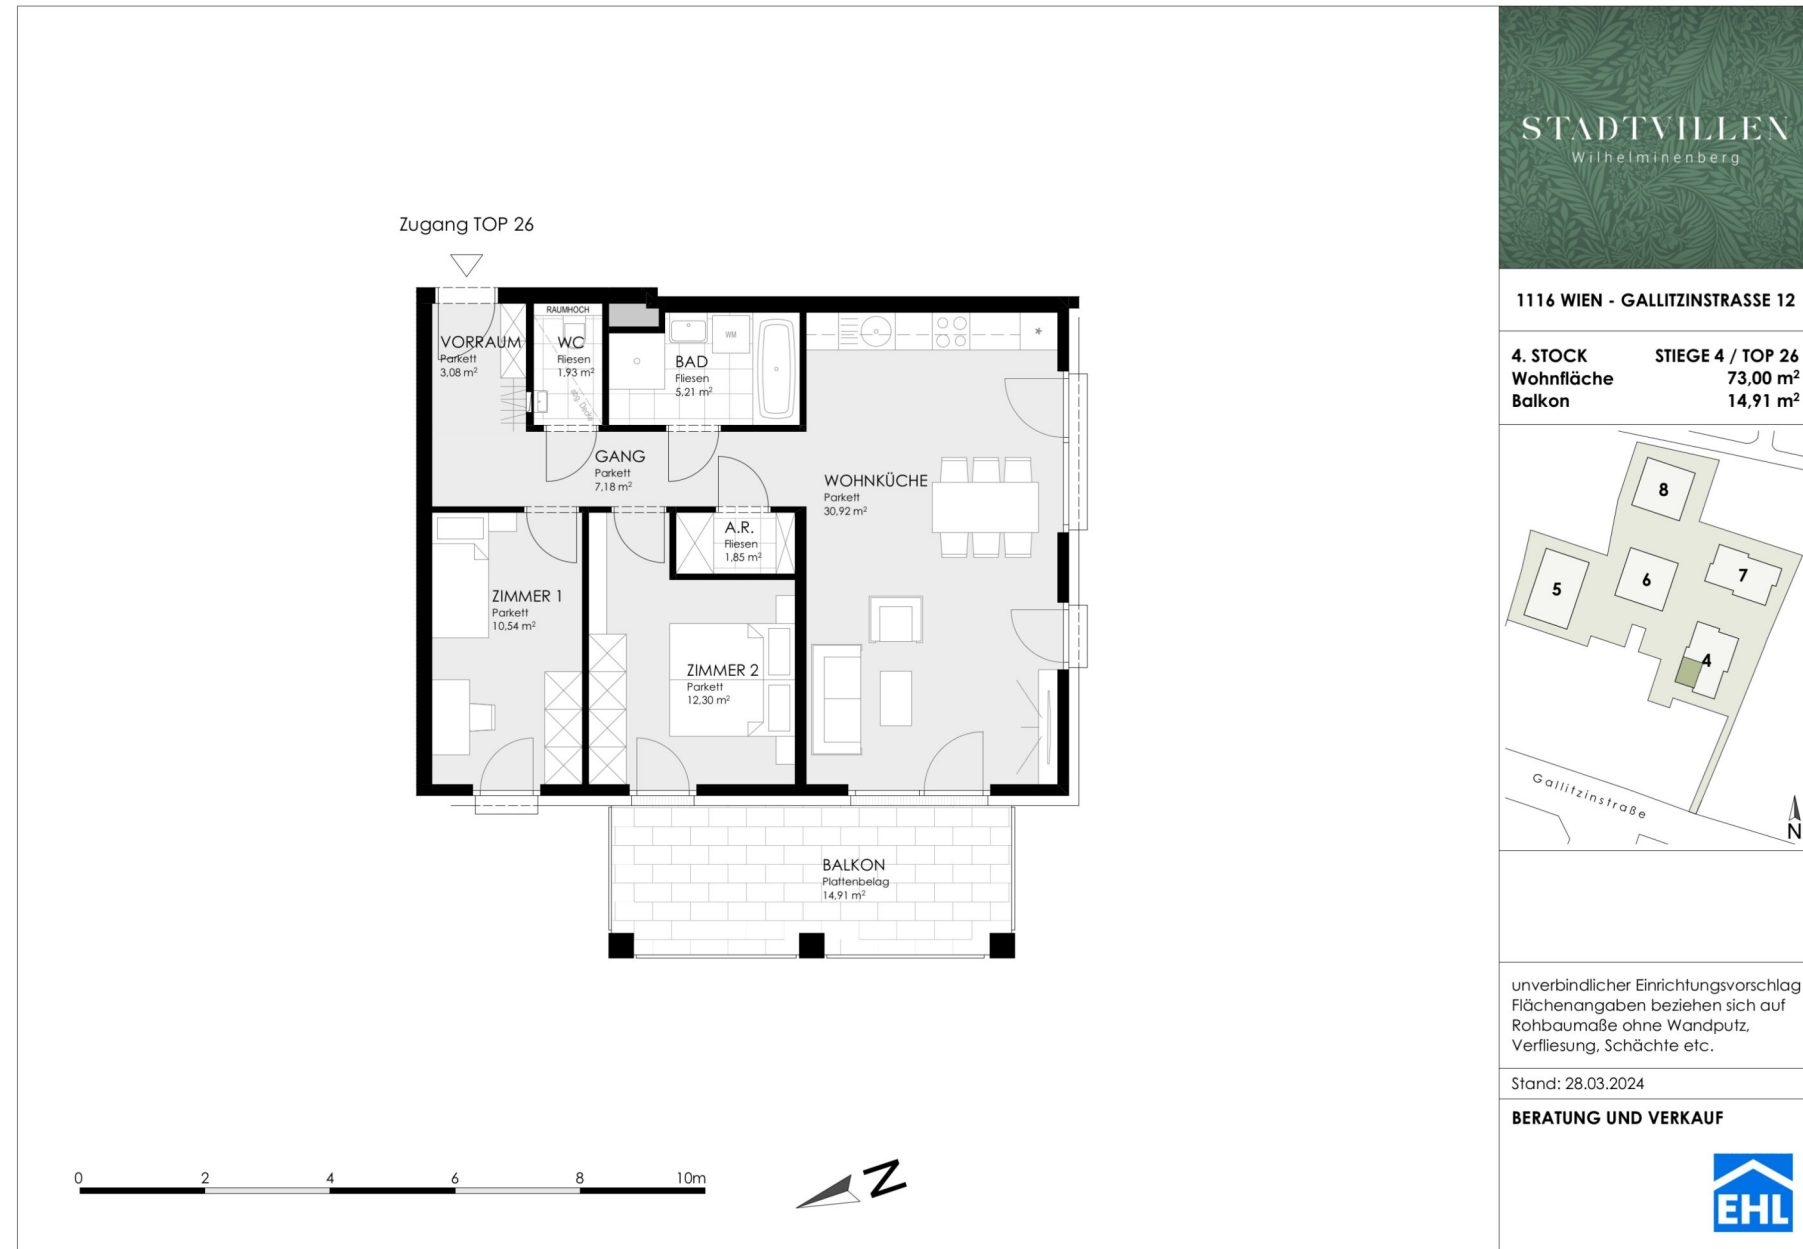 Zugang TOP 26
RAUMHOCH
VORRAUM
Parkett
3,08 m²
WC
Fliesen
1,93 m²
abg. Decke
BAD
Fliesen
5,21 m²
WM
*
GANG
Parkett
7,18 m²
WOHNKÜCHE
Parkett
30,92 m²
A.R.
Fliesen
1,85 m²
ZIMMER 1
Parkett
10,54 m²
ZIMMER 2
Parkett
12,30 m²
BALKON
Plattenbelag
14,91 m²
0 2 4 6 8 10m
N
STADTVILLEN
Wilhelminenberg
1116 WIEN - GALLITZINSTRASSE 12
4. STOCK STIEGE 4 / TOP 26
Wohnfläche 73,00 m²
Balkon 14,91 m²
8
5
6
7
4
Gallitzinstraße
N
unverbindlicher Einrichtungsvorschlag
Flächenangaben beziehen sich auf
Rohbaumaße ohne Wandputz,
Verfliesung, Schächte etc.
Stand: 28.03.2024
BERATUNG UND VERKAUF
EHL